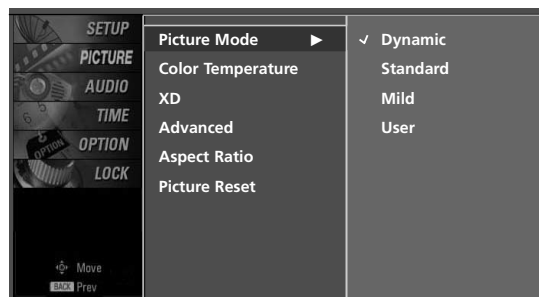 SETUP
PICTURE
AUDIO
TIME
OPTION
OPTION
LOCK
Move
BACK Prev
Picture Mode ▶
Color Temperature
XD
Advanced
Aspect Ratio
Picture Reset
✓ Dynamic
Standard
Mild
User